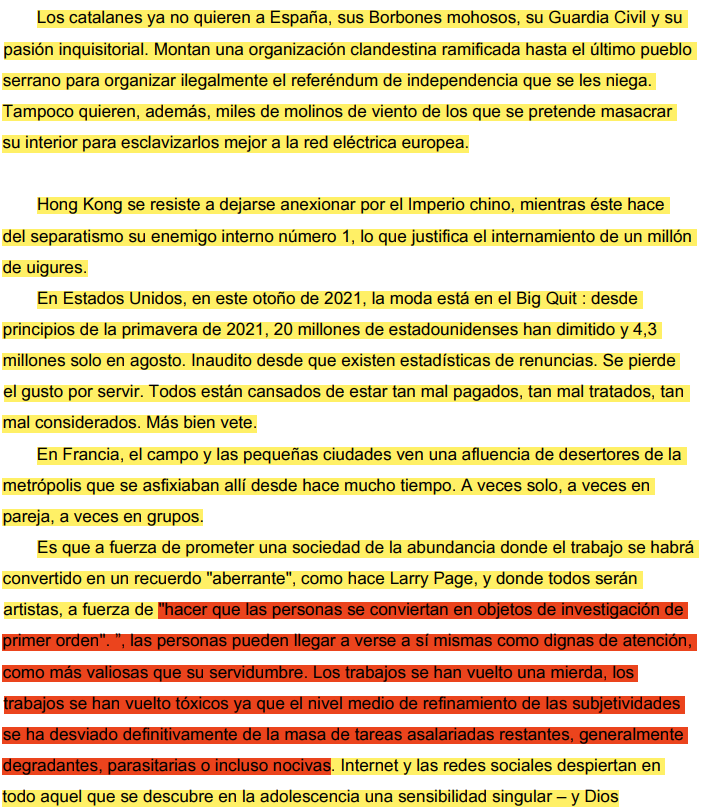 Los catalanes ya no quieren a España, sus Borbones mohosos, su Guardia Civil y su
pasión inquisitorial. Montan una organización clandestina ramificada hasta el último pueblo
serrano para organizar ilegalmente el referéndum de independencia que se les niega.
Tampoco quieren, además, miles de molinos de viento de los que se pretende masacrar
su interior para esclavizarlos mejor a la red eléctrica europea.
Hong Kong se resiste a dejarse anexionar por el Imperio chino, mientras éste hace
del separatismo su enemigo interno número 1, lo que justifica el internamiento de un millón
de uigures.
En Estados Unidos, en este otoño de 2021, la moda está en el Big Quit : desde
principios de la primavera de 2021, 20 millones de estadounidenses han dimitido y 4,3
millones solo en agosto. Inaudito desde que existen estadísticas de renuncias. Se pierde
el gusto por servir. Todos están cansados de estar tan mal pagados, tan mal tratados, tan
mal considerados. Más bien vete.
En Francia, el campo y las pequeñas ciudades ven una afluencia de desertores de la
metrópolis que se asfixiaban allí desde hace mucho tiempo. A veces solo, a veces en
pareja, a veces en grupos.
Es que a fuerza de prometer una sociedad de la abundancia donde el trabajo se habrá
convertido en un recuerdo "aberrante", como hace Larry Page, y donde todos serán
artistas, a fuerza de "hacer que las personas se conviertan en objetos de investigación de
primer orden". ”, las personas pueden llegar a verse a sí mismas como dignas de atención,
como más valiosas que su servidumbre. Los trabajos se han vuelto una mierda, los
trabajos se han vuelto tóxicos ya que el nivel medio de refinamiento de las subjetividades
se ha desviado definitivamente de la masa de tareas asalariadas restantes, generalmente
degradantes, parasitarias o incluso nocivas. Internet y las redes sociales despiertan en
todo aquel que se descubre en la adolescencia una sensibilidad singular – y Dios